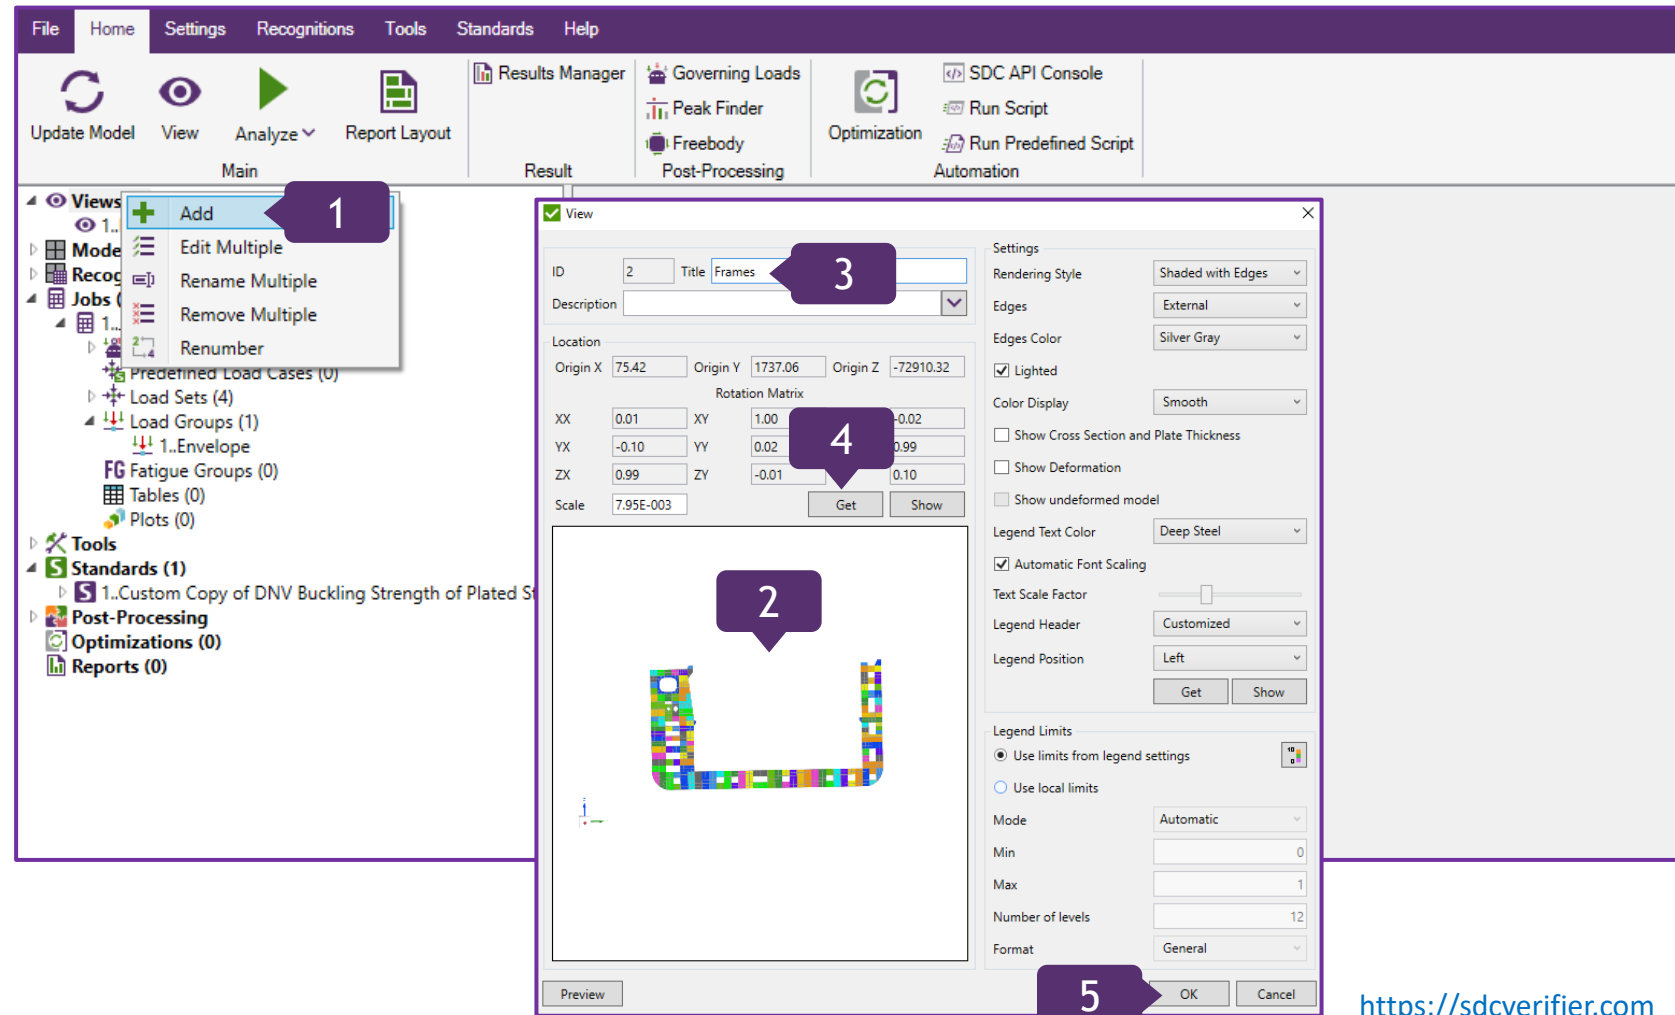 File Home Settings Recognitions Tools Standards Help
Update Model View Analyze Report Layout
Main
Results Manager
Result
Governing Loads
Peak Finder
Freebody
Post-Processing
Optimization
SDC API Console
Run Script
Run Predefined Script
Automation
Views
1..
Mode
Recog
Jobs (
1..
Predefined Load Cases (0)
Load Sets (4)
Load Groups (1)
1..Envelope
FG Fatigue Groups (0)
Tables (0)
Plots (0)
Tools
S Standards (1)
S 1..Custom Copy of DNV Buckling Strength of Plated St
Post-Processing
Optimizations (0)
Reports (0)
Add
Edit Multiple
Rename Multiple
Remove Multiple
Renumber
1
View
ID 2 Title Frames
3
Description
Location
Origin X 75.42 Origin Y 1737.06 Origin Z -72910.32
Rotation Matrix
XX 0.01 XY 1.00 -0.02
YX -0.10 YY 0.02 0.99
ZX 0.99 ZY -0.01 0.10
4
Scale 7.95E-003 Get Show
2
Preview
Settings
Rendering Style Shaded with Edges
Edges External
Edges Color Silver Gray
Lighted
Color Display Smooth
Show Cross Section and Plate Thickness
Show Deformation
Show undeformed model
Legend Text Color Deep Steel
Automatic Font Scaling
Text Scale Factor
Legend Header Customized
Legend Position Left
Get Show
Legend Limits
Use limits from legend settings
Use local limits
Mode Automatic
Min 0
Max 1
Number of levels 12
Format General
5
OK Cancel
https://sdcverifier.com